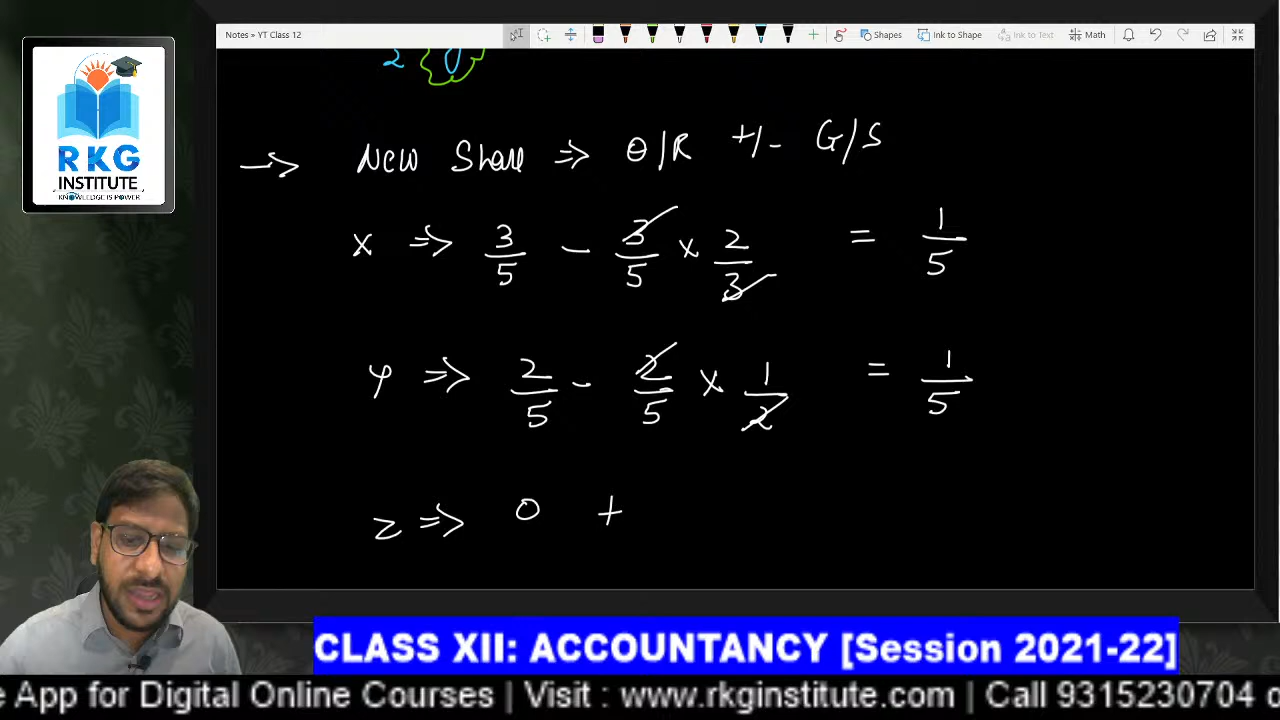 Notes » YT Class 12
Shapes
Ink to Shape
Ink to Text
Math
RKG
INSTITUTE
KNOWLEDGE IS POWER
2
→ New Share ⇒ O/R +/- G/S
X ⇒ 3/5 - 3/5 × 2/3 = 1/5
Y ⇒ 2/5 - 2/5 × 1/2 = 1/5
Z ⇒ 0 +
CLASS XII: ACCOUNTANCY [Session 2021-22]
e App for Digital Online Courses | Visit : www.rkginstitute.com | Call 9315230704